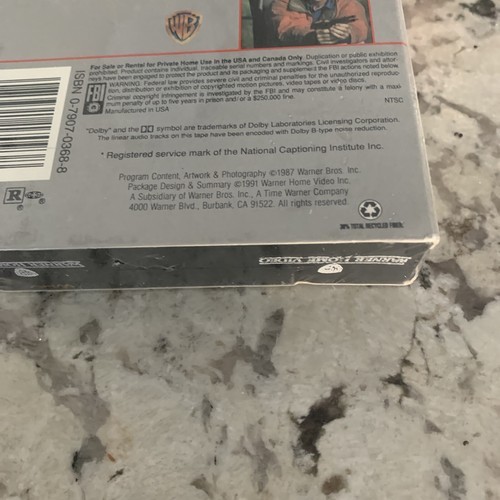 WB
For Sale or Rental for Private Home Use in the USA and Canada Only. Duplication or public exhibition
prohibited. Product contains individual, traceable serial numbers and markings. Civil investigators and attor-
neys have been engaged to protect the product and its packaging and supplement the FBI actions noted below.
WARNING: Federal law provides severe civil and criminal penalties for the unauthorized reproduc-
tion, distribution or exhibition of copyrighted motion pictures, video tapes or video discs.
Criminal copyright infringement is investigated by the FBI and may constitute a felony with a maxi-
mum penalty of up to five years in prison and/or a $250,000 fine.
Manufactured in USA
NTSC
FBI
ISBN 0-7907-0368-8
"Dolby" and the symbol are trademarks of Dolby Laboratories Licensing Corporation.
The linear audio tracks on this tape have been encoded with Dolby B-type noise reduction.
* Registered service mark of the National Captioning Institute Inc.
Program Content, Artwork & Photography ©1987 Warner Bros. Inc.
Package Design & Summary ©1991 Warner Home Video Inc.
A Subsidiary of Warner Bros. Inc., A Time Warner Company
4000 Warner Blvd., Burbank, CA 91522. All rights reserved.
R
TOTAL RECYCLED FIBER
WARNER HOME VIDEO
WARNER HOME VIDEO